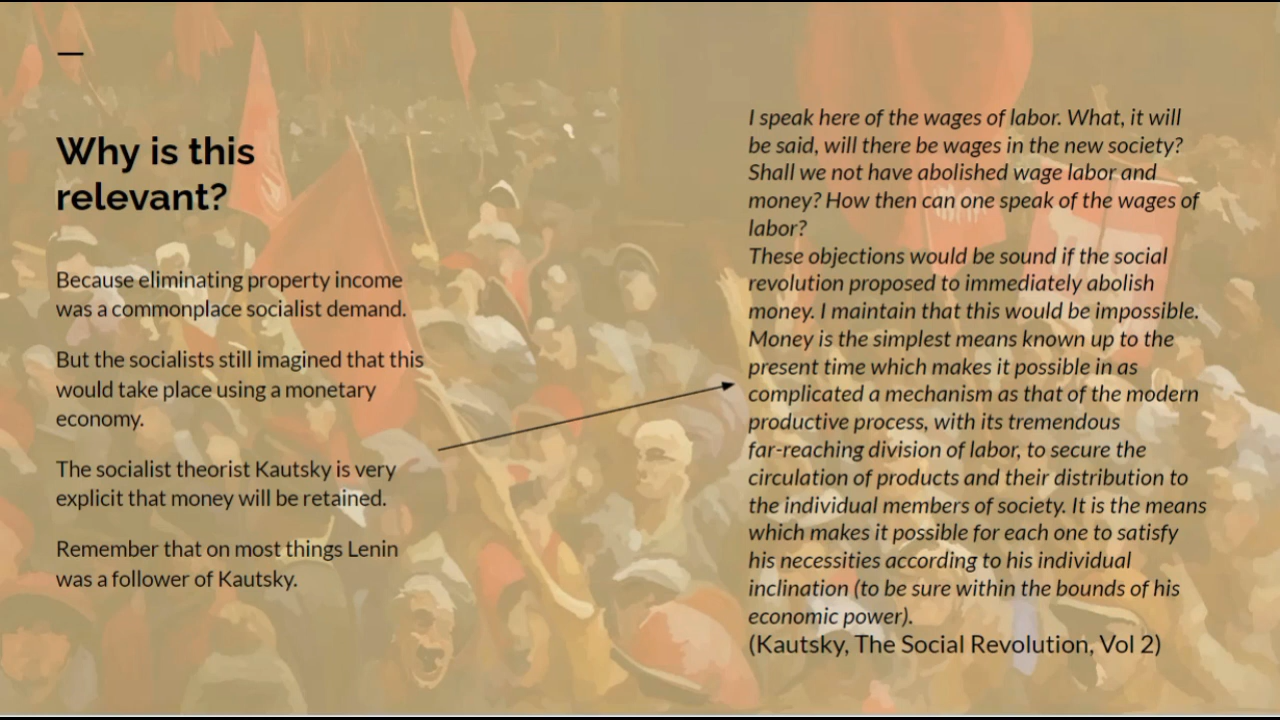 Why is this
relevant?
Because eliminating property income
was a commonplace socialist demand.
But the socialists still imagined that this
would take place using a monetary
economy.
The socialist theorist Kautsky is very
explicit that money will be retained.
Remember that on most things Lenin
was a follower of Kautsky.
I speak here of the wages of labor. What, it will
be said, will there be wages in the new society?
Shall we not have abolished wage labor and
money? How then can one speak of the wages of
labor?
These objections would be sound if the social
revolution proposed to immediately abolish
money. I maintain that this would be impossible.
Money is the simplest means known up to the
present time which makes it possible in as
complicated a mechanism as that of the modern
productive process, with its tremendous
far-reaching division of labor, to secure the
circulation of products and their distribution to
the individual members of society. It is the means
which makes it possible for each one to satisfy
his necessities according to his individual
inclination (to be sure within the bounds of his
economic power).
(Kautsky, The Social Revolution, Vol 2)